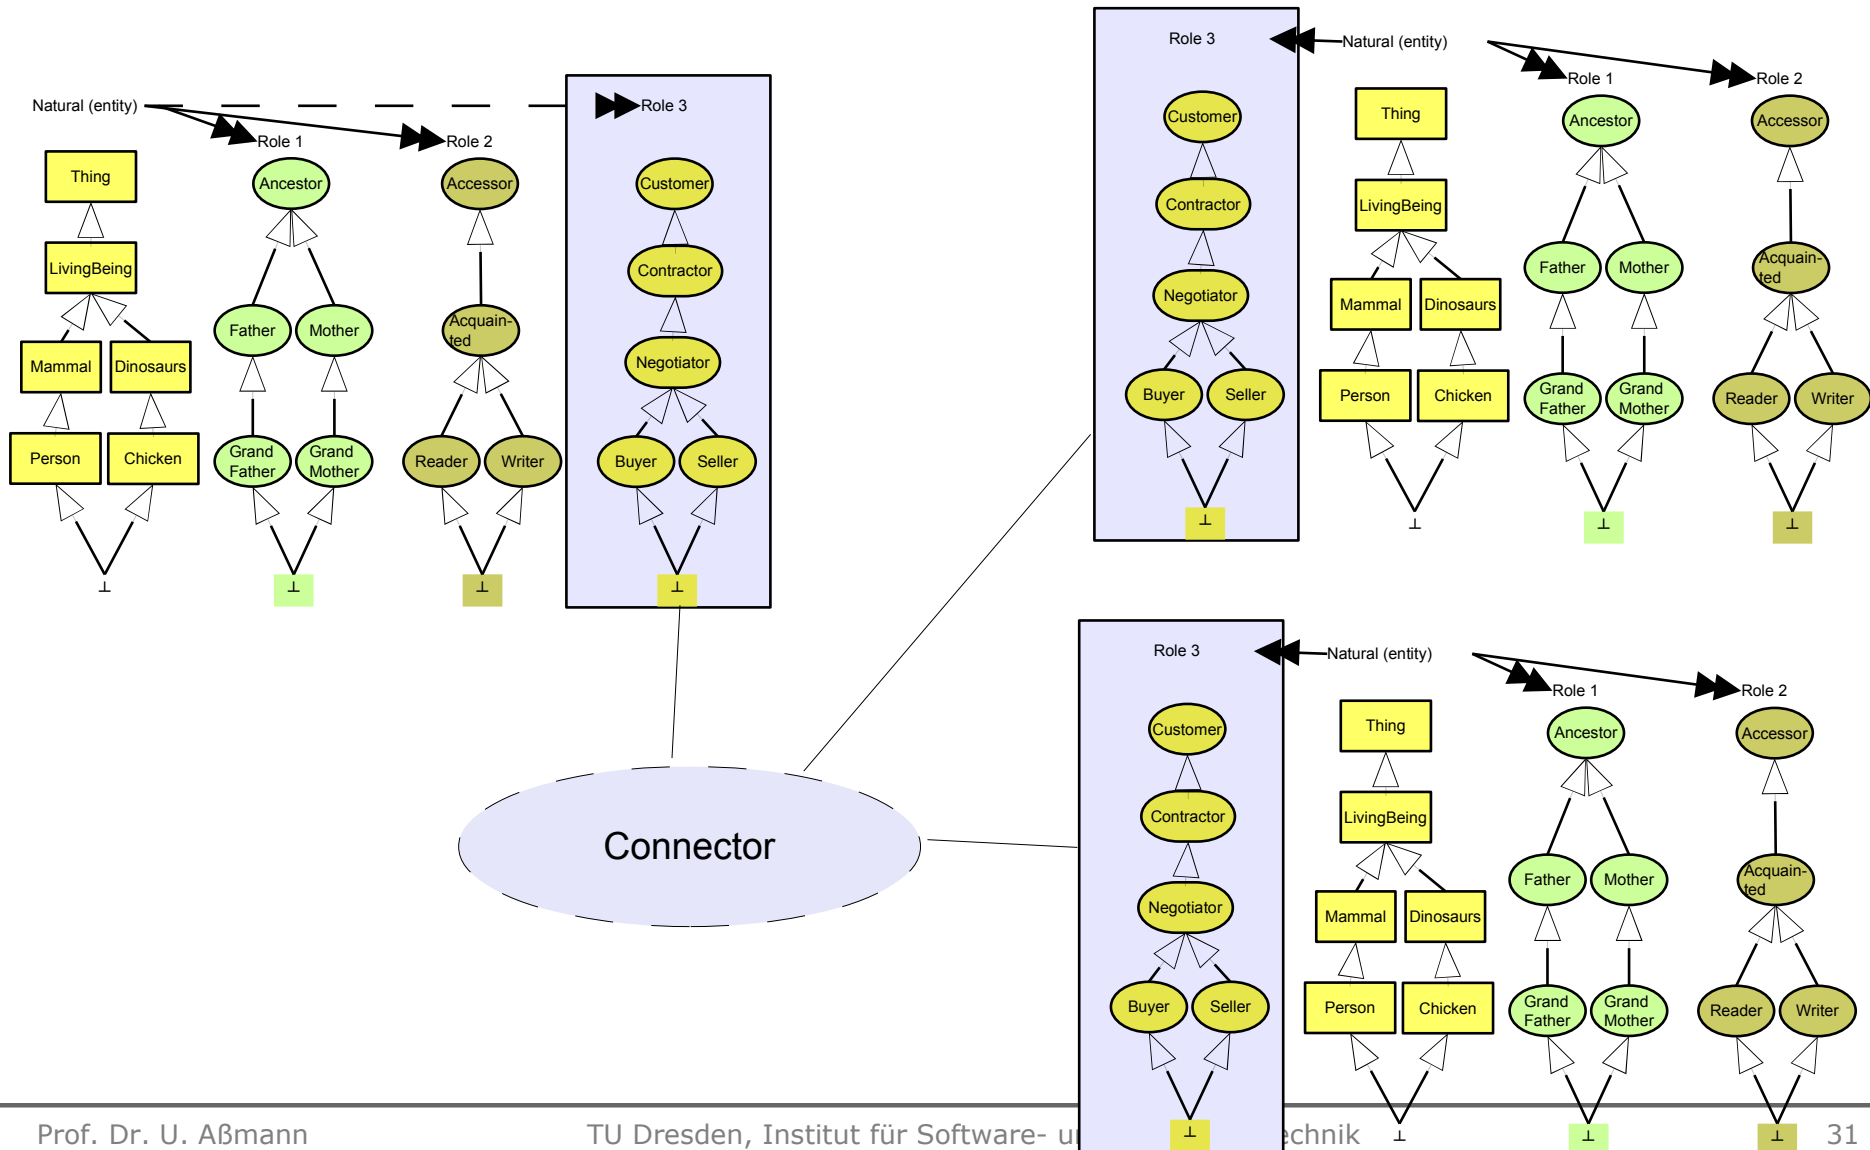 Natural (entity)
Role 1
Role 2
Role 3
Thing
LivingBeing
Mammal
Dinosaurs
Person
Chicken
⊥
Ancestor
Father
Mother
Grand
Father
Grand
Mother
⊥
Accessor
Acquain-
ted
Reader
Writer
⊥
Customer
Contractor
Negotiator
Buyer
Seller
⊥
Role 3
Natural (entity)
Role 1
Role 2
Customer
Contractor
Negotiator
Buyer
Seller
⊥
Thing
LivingBeing
Mammal
Dinosaurs
Person
Chicken
⊥
Ancestor
Father
Mother
Grand
Father
Grand
Mother
⊥
Accessor
Acquain-
ted
Reader
Writer
⊥
Connector
Role 3
Natural (entity)
Role 1
Role 2
Customer
Contractor
Negotiator
Buyer
Seller
⊥
Thing
LivingBeing
Mammal
Dinosaurs
Person
Chicken
⊥
Ancestor
Father
Mother
Grand
Father
Grand
Mother
⊥
Accessor
Acquain-
ted
Reader
Writer
⊥
Prof. Dr. U. Aßmann
TU Dresden, Institut für Software- u echnik
31